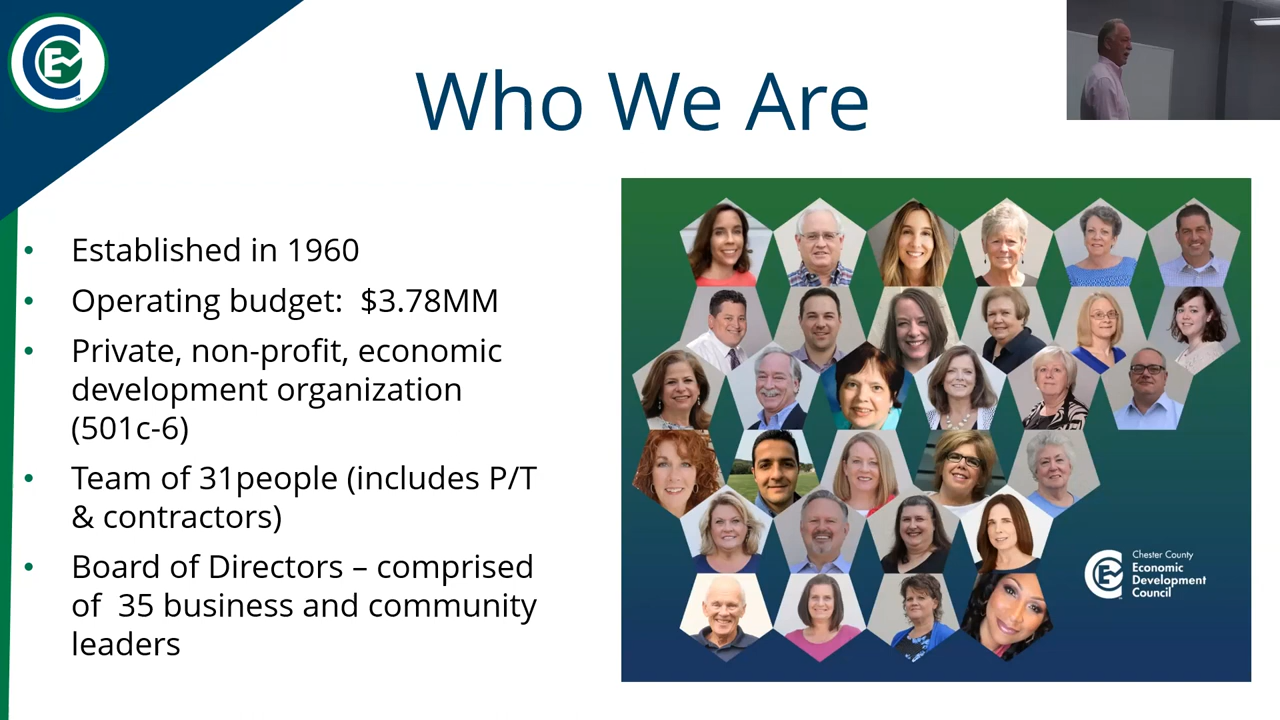 Who We Are
• Established in 1960
• Operating budget:  $3.78MM
• Private, non-profit, economic
development organization
(501c-6)
• Team of 31people (includes P/T
& contractors)
• Board of Directors – comprised
of  35 business and community
leaders
Chester County
Economic
Development
Council